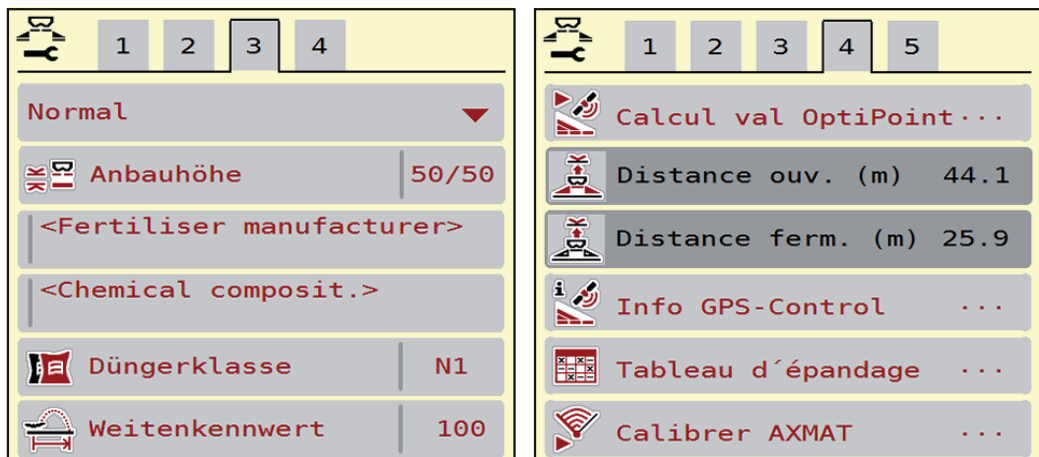 1 2 3 4
Normal
Anbauhöhe 50/50
<Fertiliser manufacturer>
<Chemical composit.>
Düngerklasse N1
Weitenkennwert 100
1 2 3 4 5
Calcul val OptiPoint ...
Distance ouv. (m) 44.1
Distance ferm. (m) 25.9
Info GPS-Control ...
Tableau d´épandage ...
Calibrer AXMAT ...